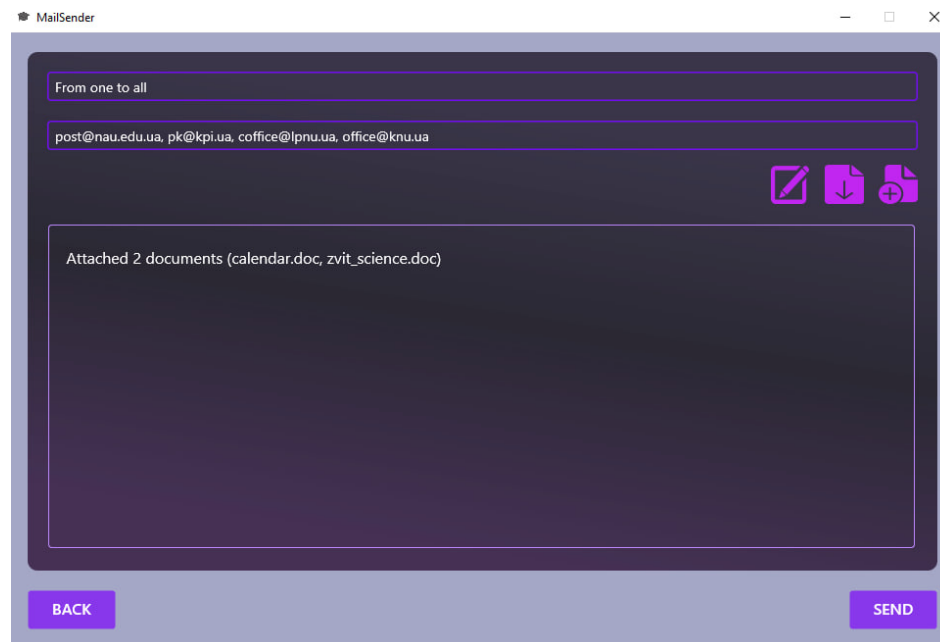 MailSender
From one to all
post@nau.edu.ua, pk@kpi.ua, coffice@lpnu.ua, office@knu.ua
Attached 2 documents (calendar.doc, zvit_science.doc)
BACK
SEND